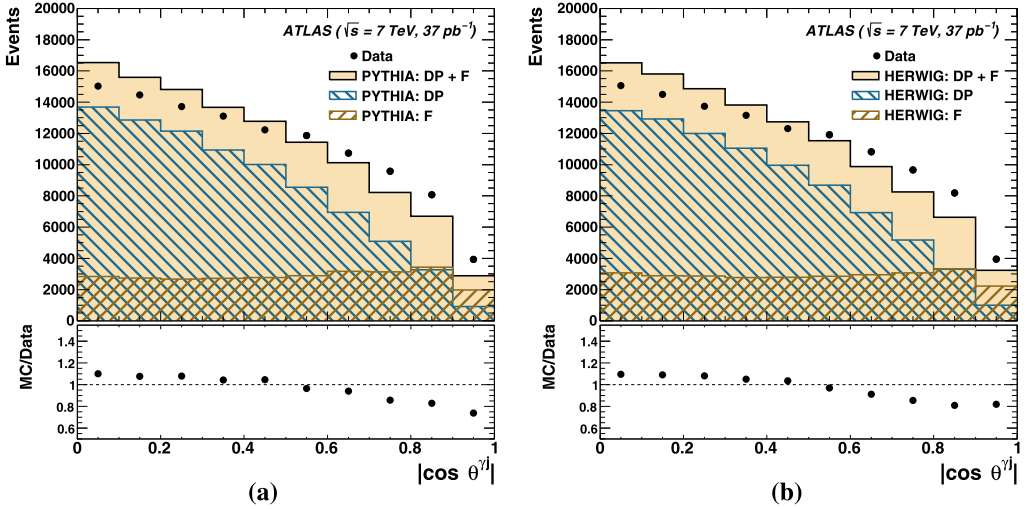 Events
20000
18000
16000
14000
12000
10000
8000
6000
4000
2000
0
ATLAS (√s = 7 TeV, 37 pb⁻¹)
Data
PYTHIA: DP + F
PYTHIA: DP
PYTHIA: F
MC/Data
1.4
1.2
1
0.8
0.6
0 0.2 0.4 0.6 0.8 1
|cos θ^γj|
(a)
Events
20000
18000
16000
14000
12000
10000
8000
6000
4000
2000
0
ATLAS (√s = 7 TeV, 37 pb⁻¹)
Data
HERWIG: DP + F
HERWIG: DP
HERWIG: F
MC/Data
1.4
1.2
1
0.8
0.6
0 0.2 0.4 0.6 0.8 1
|cos θ^γj|
(b)